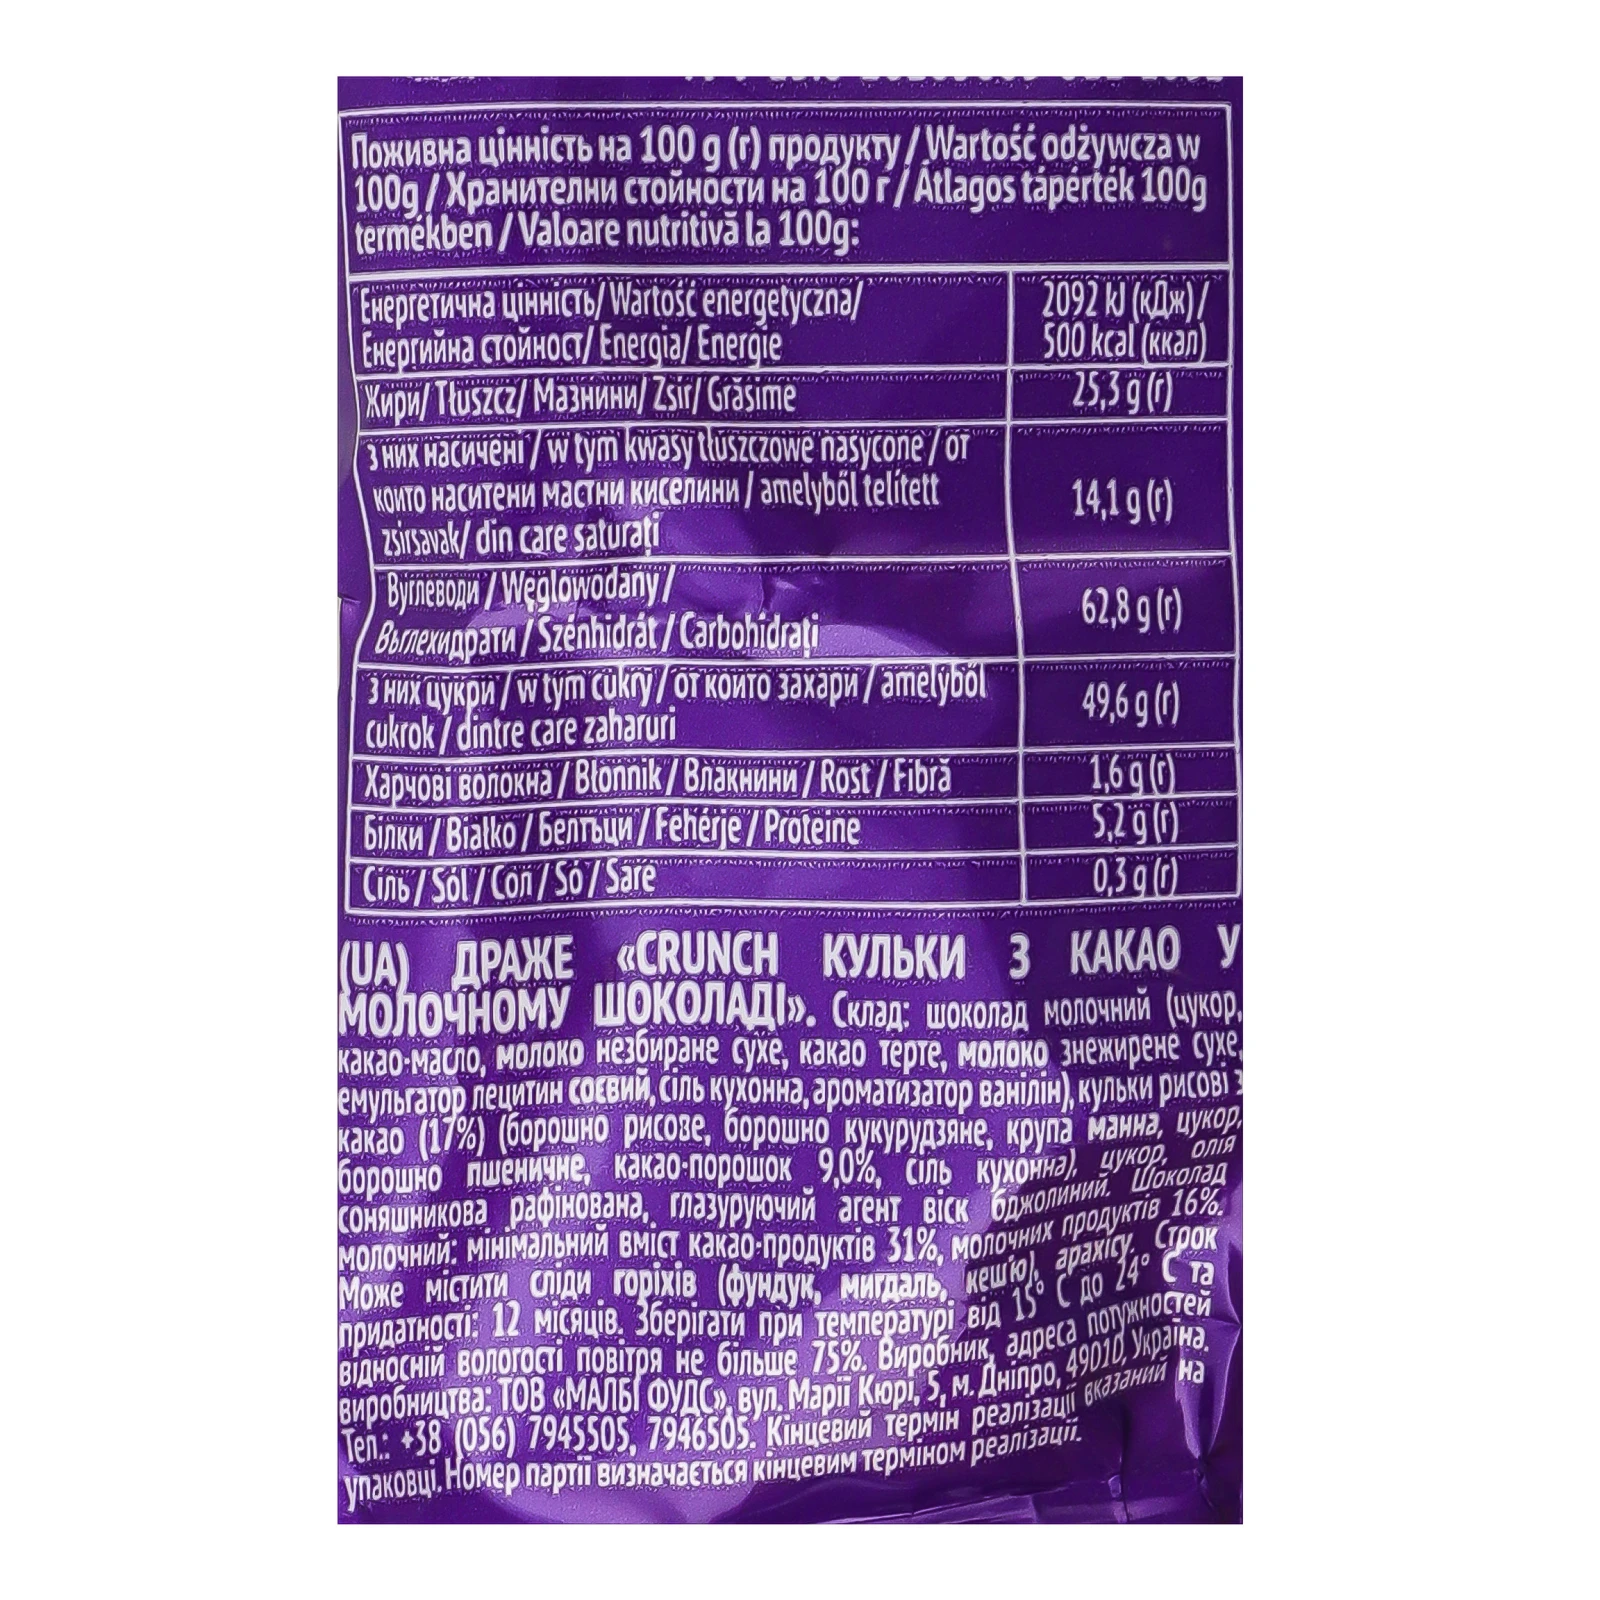 Поживна цінність на 100 g (г) продукту / Wartość odżywcza w
100g / Хранителни стойности на 100 г / Átlagos tápérték 100g
termékben / Valoare nutritivă la 100g:
Енергетична цінність/ Wartość energetyczna/
Енергийна стойност/ Energia/ Energie
2092 kJ (кДж) /
500 kcal (ккал)
Жири/ Tłuszcz/ Мазнини/ Zsír/ Grăsime
25,3 g (г)
з них насичені / w tym kwasy tłuszczowe nasycone / от
които наситени мастни киселини / amelyből telített
zsírsavak/ din care saturați
14,1 g (г)
Вуглеводи / Węglowodany /
Въглехидрати / Szénhidrát / Carbohidrați
62,8 g (г)
з них цукри / w tym cukry / от които захари / amelyből
cukrok / dintre care zaharuri
49,6 g (г)
Харчові волокна / Błonnik / Влакнини / Rost / Fibră
1,6 g (г)
Білки / Białko / Белтъци / Fehérje / Proteine
5,2 g (г)
Сіль / Sól / Сол / Só / Sare
0,3 g (г)
(UA) ДРАЖЕ «CRUNCH КУЛЬКИ З КАКАО У
МОЛОЧНОМУ ШОКОЛАДІ». Склад: шоколад молочний (цукор,
какао-масло, молоко незбиране сухе, какао терте, молоко знежирене сухе,
емульгатор лецитин соєвий, сіль кухонна, ароматизатор ванілін), кульки рисові з
какао (17%) (борошно рисове, борошно кукурудзяне, крупа манна, цукор,
борошно пшеничне, какао-порошок 9,0%, сіль кухонна), цукор, олія
соняшникова рафінована, глазуруючий агент віск бджолиний. Шоколад
молочний: мінімальний вміст какао-продуктів 31%, молочних продуктів 16%.
Може містити сліди горіхів (фундук, мигдаль, кеш'ю), арахісу. Строк
придатності: 12 місяців. Зберігати при температурі від 15° С до 24° С та
відносній вологості повітря не більше 75%. Виробник, адреса потужностей
виробництва: ТОВ «МАЛБІ ФУДС», вул. Марії Кюрі, 5, м. Дніпро, 49010, Україна.
Тел.: +38 (056) 7945505, 7946505. Кінцевий термін реалізації вказаний на
упаковці. Номер партії визначається кінцевим терміном реалізації.